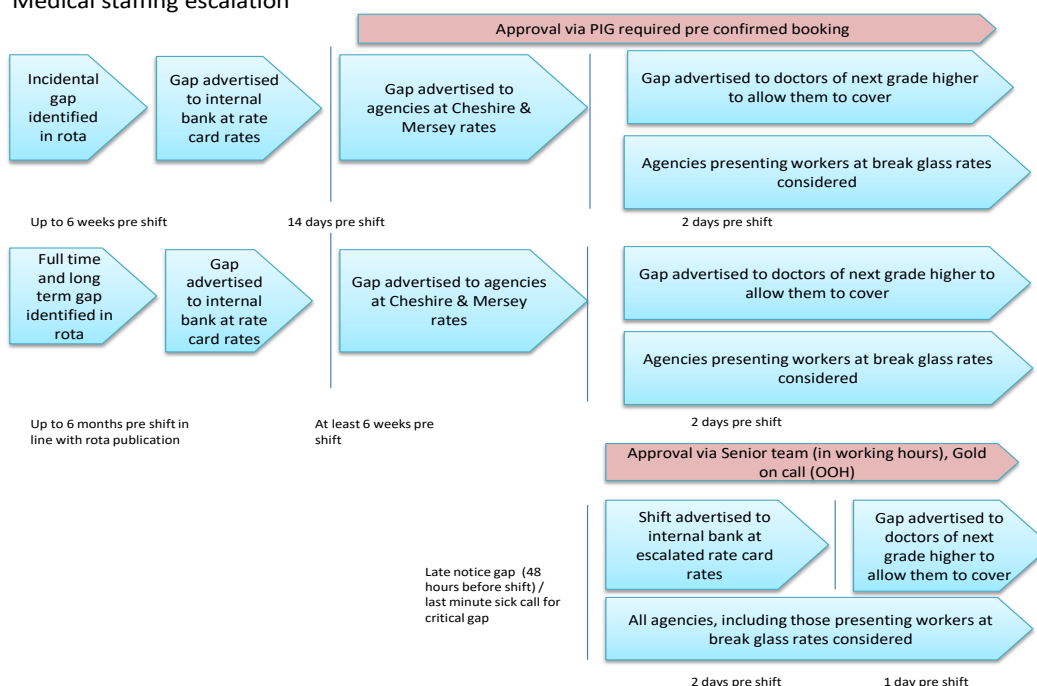 Medical staffing escalation
Approval via PIG required pre confirmed booking
Incidental
gap
identified
in rota
Gap advertised
to internal
bank at rate
card rates
Gap advertised to
agencies at Cheshire &
Mersey rates
Gap advertised to doctors of next grade higher
to allow them to cover
Agencies presenting workers at break glass rates
considered
Up to 6 weeks pre shift
14 days pre shift
2 days pre shift
Full time
and long
term gap
identified in
rota
Gap
advertised
to internal
bank at rate
card rates
Gap advertised to agencies
at Cheshire & Mersey
rates
Gap advertised to doctors of next grade higher to
allow them to cover
Agencies presenting workers at break glass rates
considered
Up to 6 months pre shift in
line with rota publication
At least 6 weeks pre
shift
2 days pre shift
Approval via Senior team (in working hours), Gold
on call (OOH)
Late notice gap (48
hours before shift) /
last minute sick call for
critical gap
Shift advertised to
internal bank at
escalated rate card
rates
Gap advertised to
doctors of next
grade higher to
allow them to cover
All agencies, including those presenting workers at
break glass rates considered
2 days pre shift
1 day pre shift